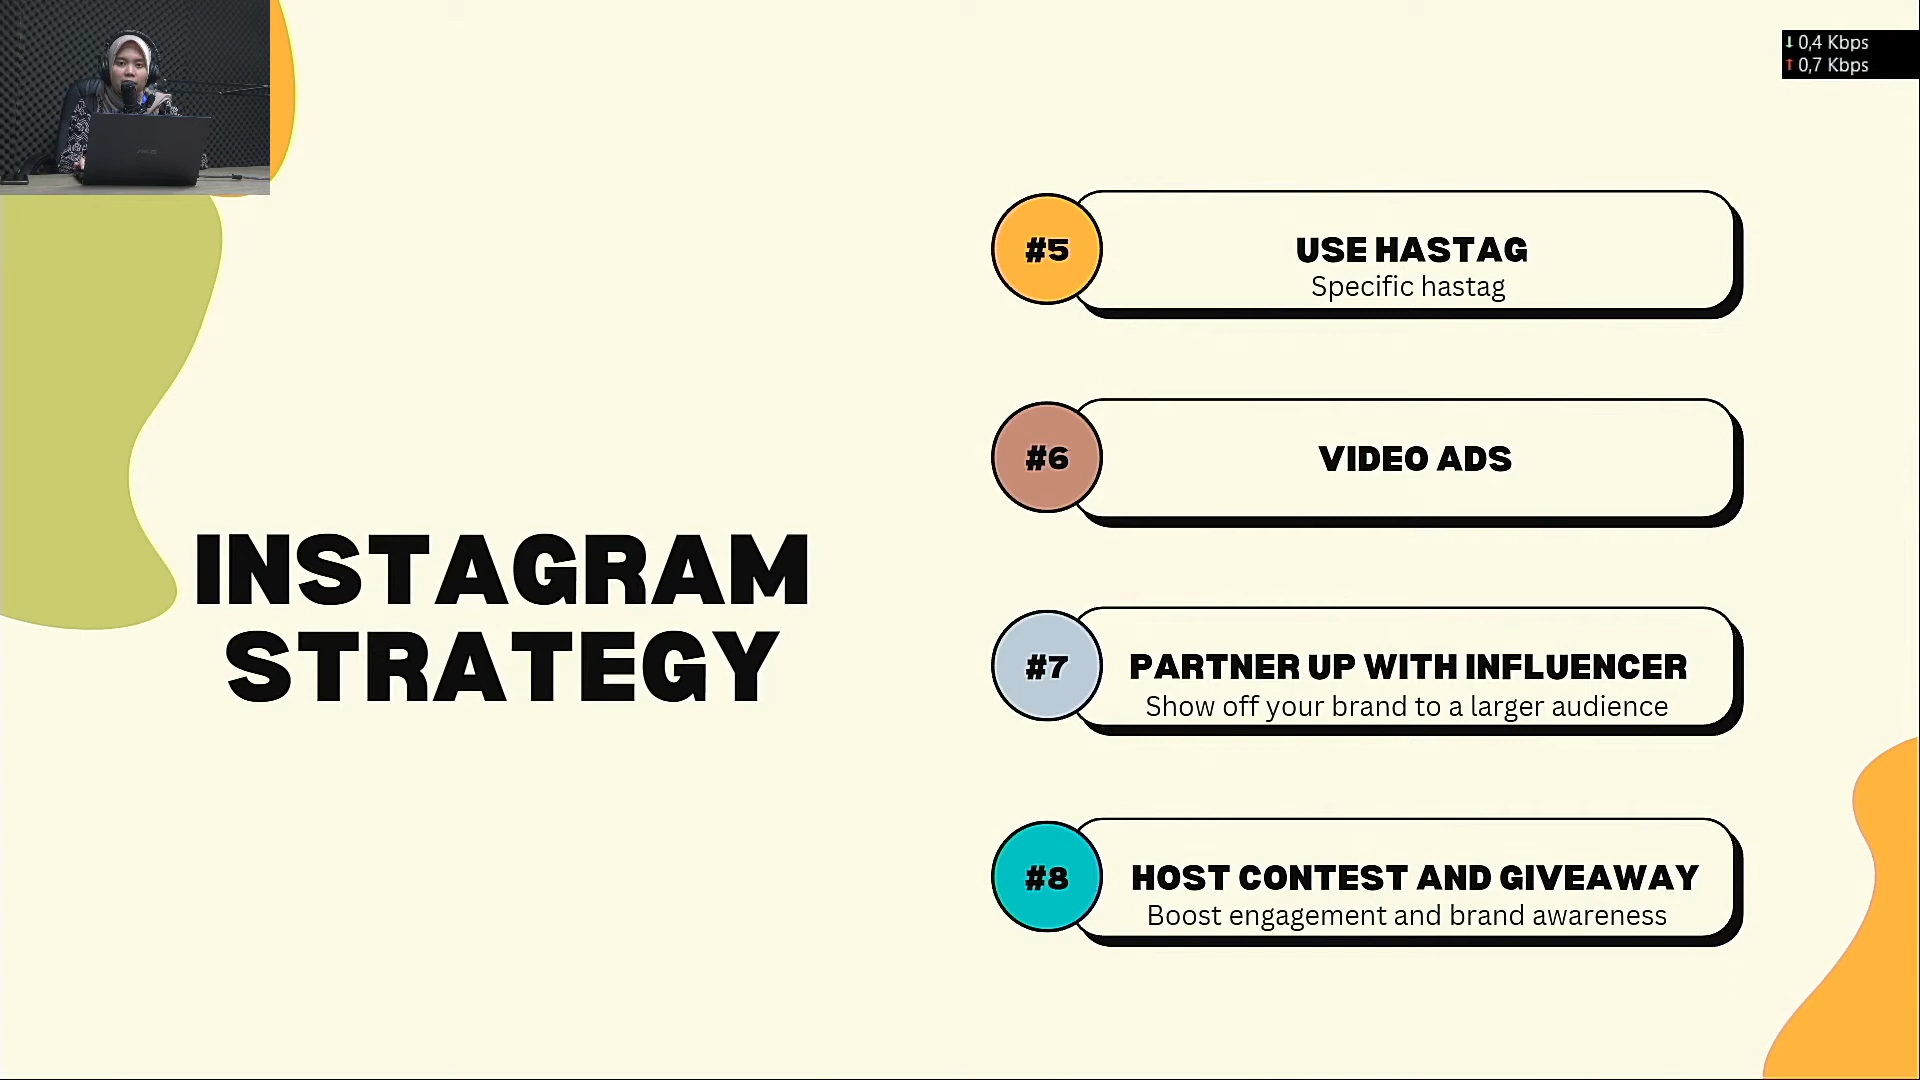 ↓ 0,4 Kbps
↑ 0,7 Kbps
INSTAGRAM
STRATEGY
#5
USE HASTAG
Specific hastag
#6
VIDEO ADS
#7
PARTNER UP WITH INFLUENCER
Show off your brand to a larger audience
#8
HOST CONTEST AND GIVEAWAY
Boost engagement and brand awareness